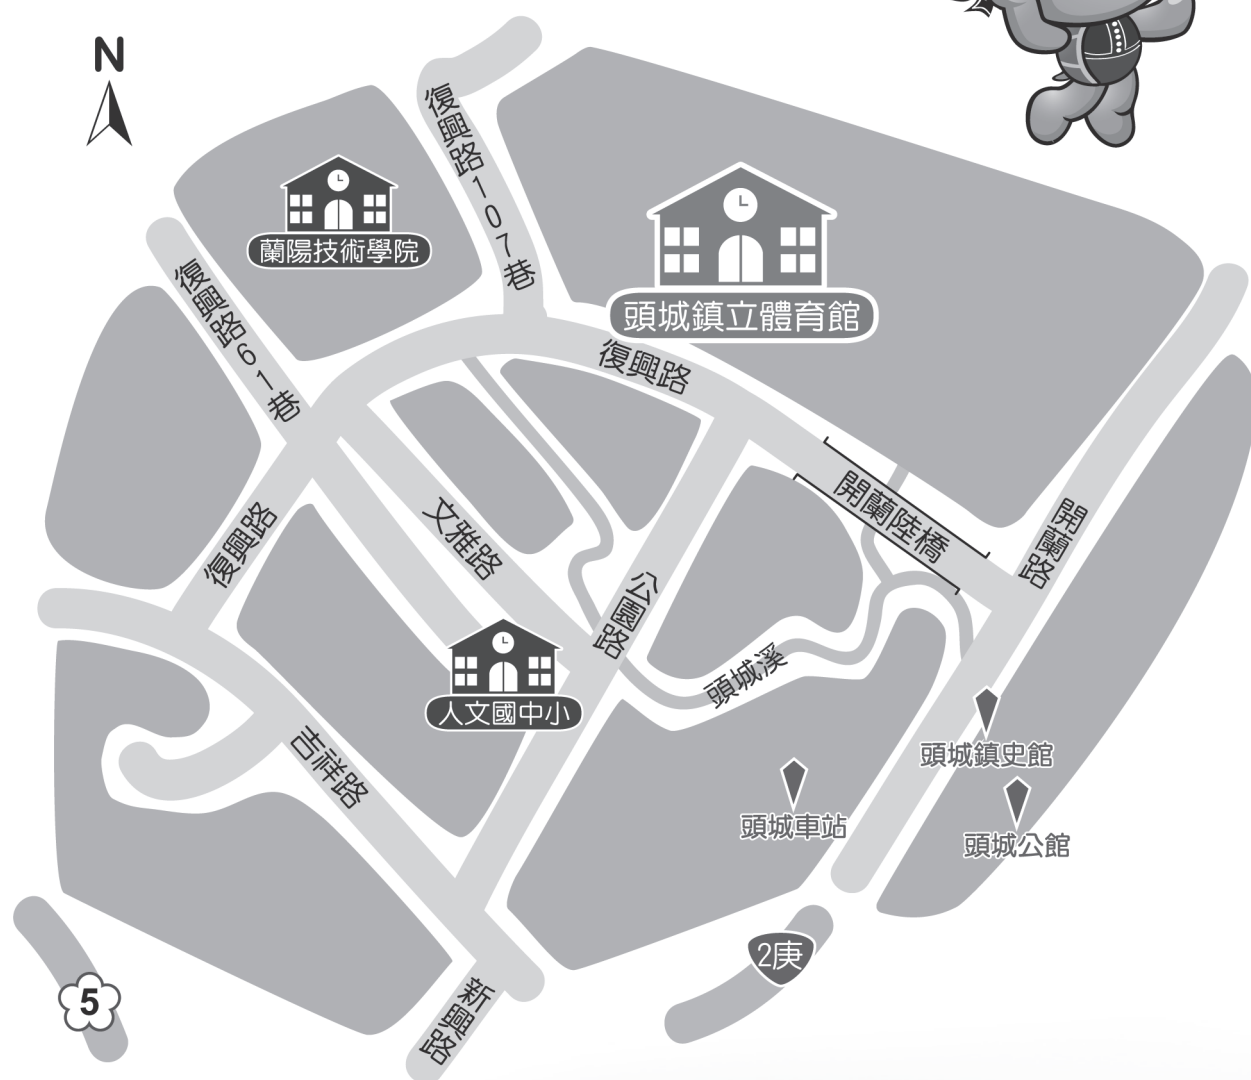 N
復興路107巷
蘭陽技術學院
復興路61巷
頭城鎮立體育館
復興路
開蘭陸橋
開蘭路
復興路
文雅路
公園路
頭城溪
人文國中小
吉祥路
頭城鎮史館
頭城車站
頭城公館
2庚
5
新興路